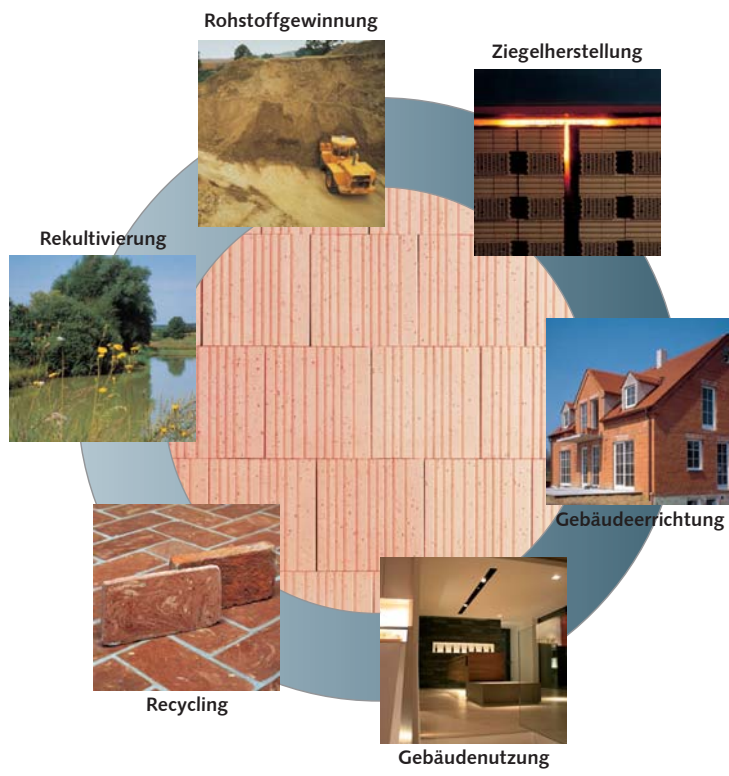 Rohstoffgewinnung
Ziegelherstellung
Gebäudeerrichtung
Gebäudenutzung
Recycling
Rekultivierung